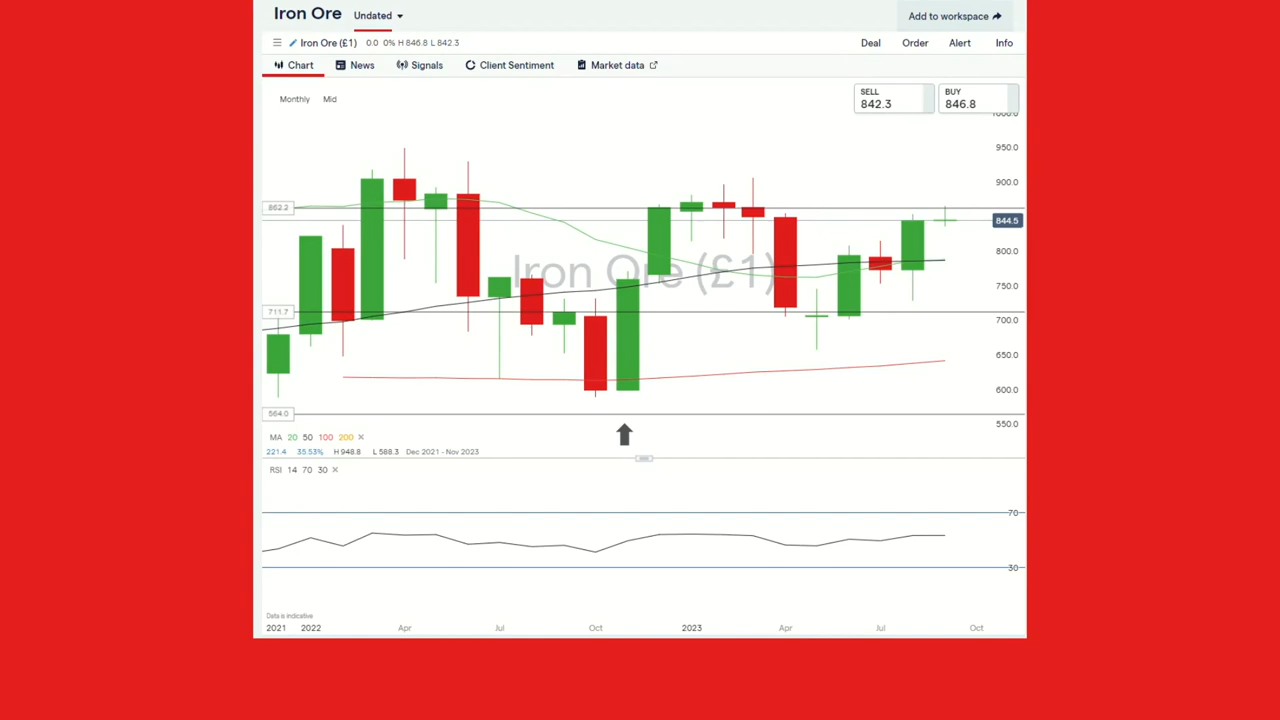 Iron Ore Undated Add to workspace
Iron Ore (£1) 0.0 0% H 846.8 L 842.3 Deal Order Alert Info
Chart News Signals Client Sentiment Market data
Monthly Mid
SELL BUY
842.3 846.8
1000.0
950.0
900.0
862.2
844.5
800.0
Iron Ore (£1)
750.0
711.7
700.0
650.0
600.0
564.0
550.0
MA 20 50 100 200
221.4 35.53% H 948.8 L 588.3 Dec 2021 - Nov 2023
RSI 14 70 30
70
30
Data is indicative
2021 2022 Apr Jul Oct 2023 Apr Jul Oct